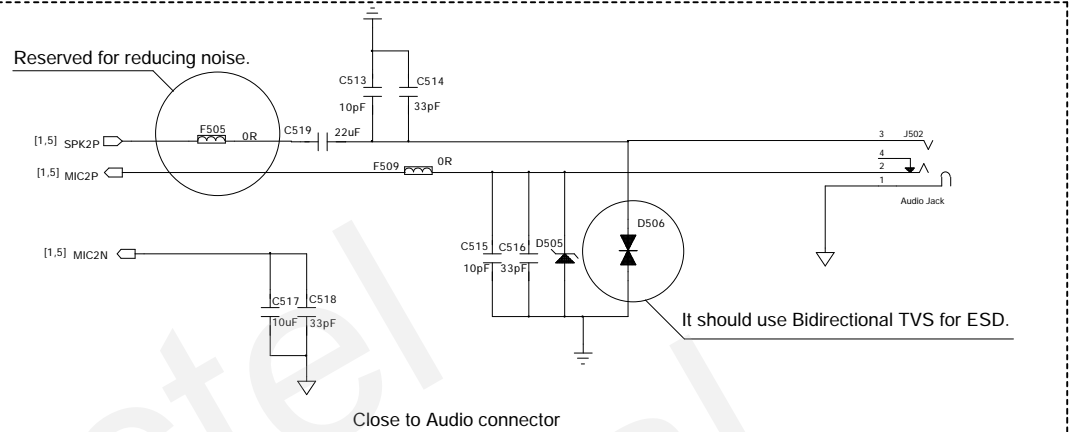 Reserved for reducing noise.
C513
C514
10pF
33pF
[1,5] SPK2P
F505
0R
C519
22uF
3
J502
[1,5] MIC2P
F509
0R
4
2
1
Audio Jack
D506
[1,5] MIC2N
C515
C516
D505
10pF
33pF
C517
C518
10uF
33pF
It should use Bidirectional TVS for ESD.
Close to Audio connector